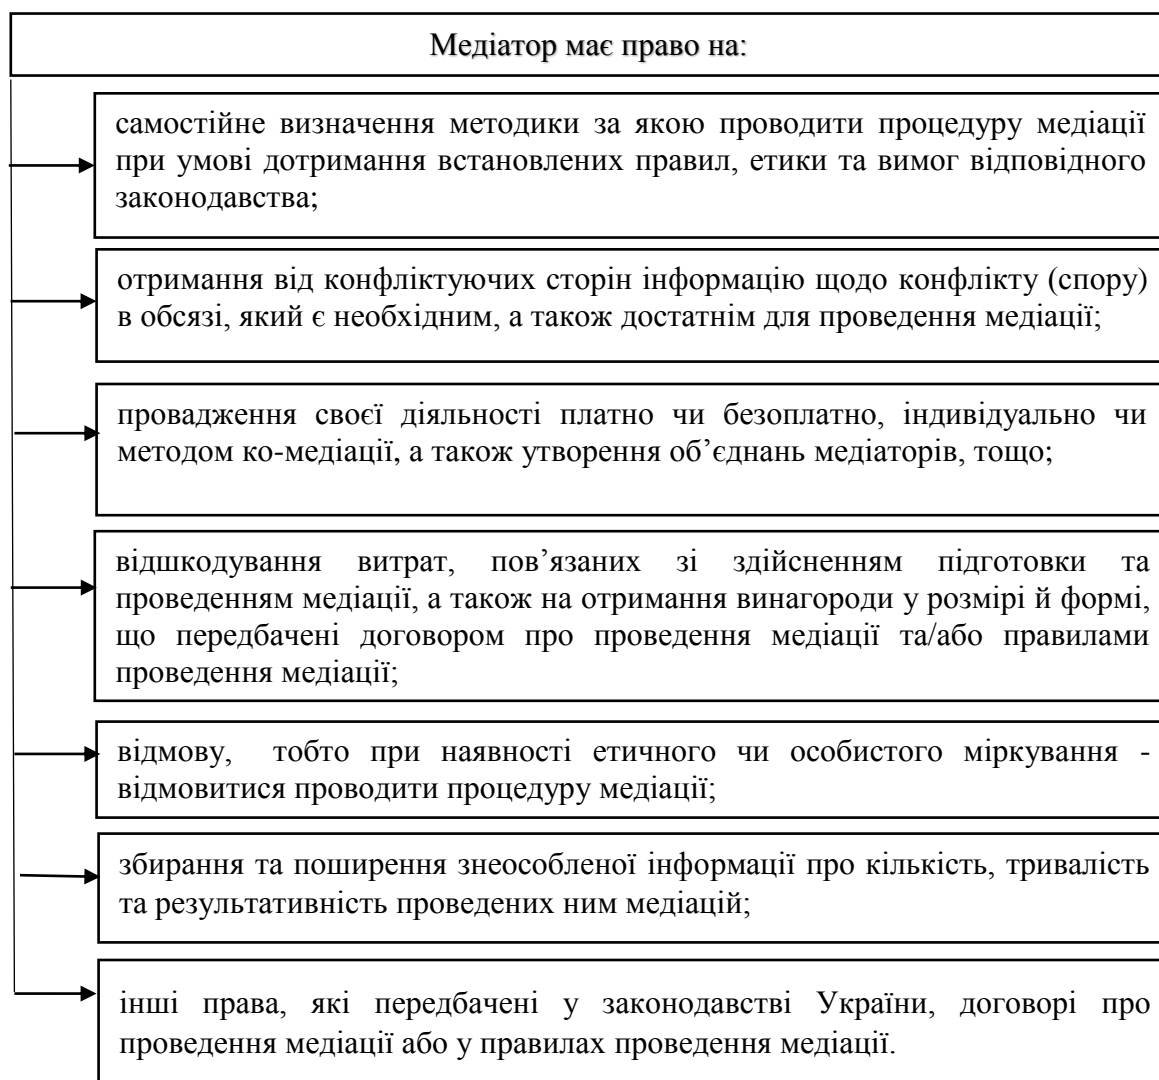 Медіатор має право на:
самостійне визначення методики за якою проводити процедуру медіації
при умові дотримання встановлених правил, етики та вимог відповідного
законодавства;
отримання від конфліктуючих сторін інформацію щодо конфлікту (спору)
в обсязі, який є необхідним, а також достатнім для проведення медіації;
провадження своєї діяльності платно чи безоплатно, індивідуально чи
методом ко-медіації, а також утворення об’єднань медіаторів, тощо;
відшкодування витрат, пов’язаних зі здійсненням підготовки та
проведенням медіації, а також на отримання винагороди у розмірі й формі,
що передбачені договором про проведення медіації та/або правилами
проведення медіації;
відмову, тобто при наявності етичного чи особистого міркування -
відмовитися проводити процедуру медіації;
збирання та поширення знеособленої інформації про кількість, тривалість
та результативність проведених ним медіацій;
інші права, які передбачені у законодавстві України, договорі про
проведення медіації або у правилах проведення медіації.